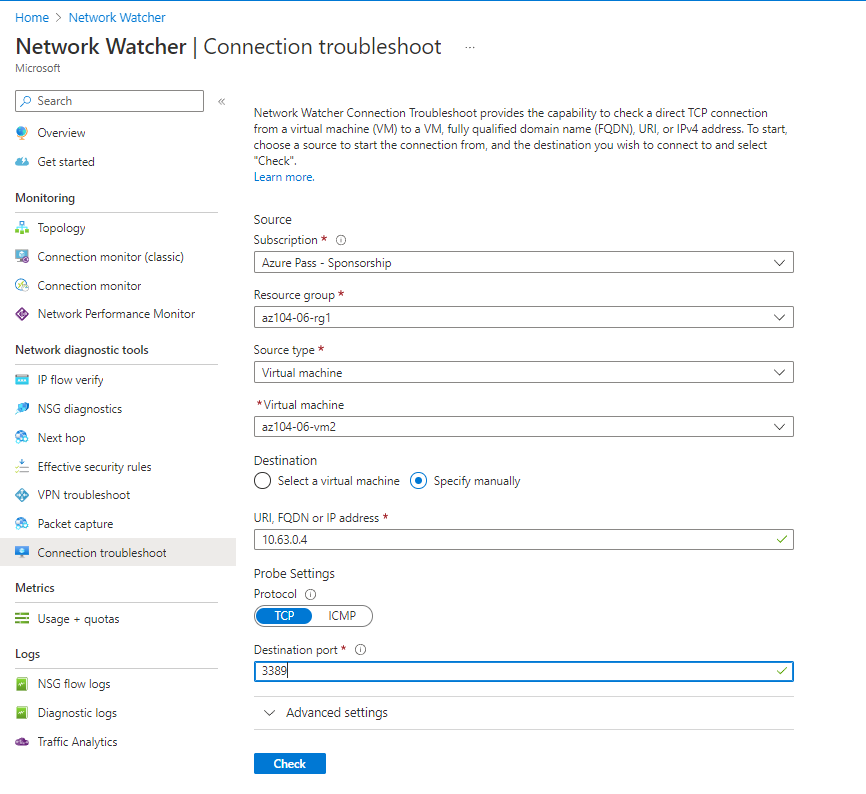 Home > Network Watcher
Network Watcher | Connection troubleshoot ...
Microsoft
Search «
Overview
Get started
Monitoring
Topology
Connection monitor (classic)
Connection monitor
Network Performance Monitor
Network diagnostic tools
IP flow verify
NSG diagnostics
Next hop
Effective security rules
VPN troubleshoot
Packet capture
Connection troubleshoot
Metrics
Usage + quotas
Logs
NSG flow logs
Diagnostic logs
Traffic Analytics
Network Watcher Connection Troubleshoot provides the capability to check a direct TCP connection
from a virtual machine (VM) to a VM, fully qualified domain name (FQDN), URI, or IPv4 address. To start,
choose a source to start the connection from, and the destination you wish to connect to and select
"Check".
Learn more.
Source
Subscription *
Azure Pass - Sponsorship
Resource group *
az104-06-rg1
Source type *
Virtual machine
*Virtual machine
az104-06-vm2
Destination
Select a virtual machine Specify manually
URI, FQDN or IP address *
10.63.0.4
Probe Settings
Protocol
TCP ICMP
Destination port *
3389
Advanced settings
Check